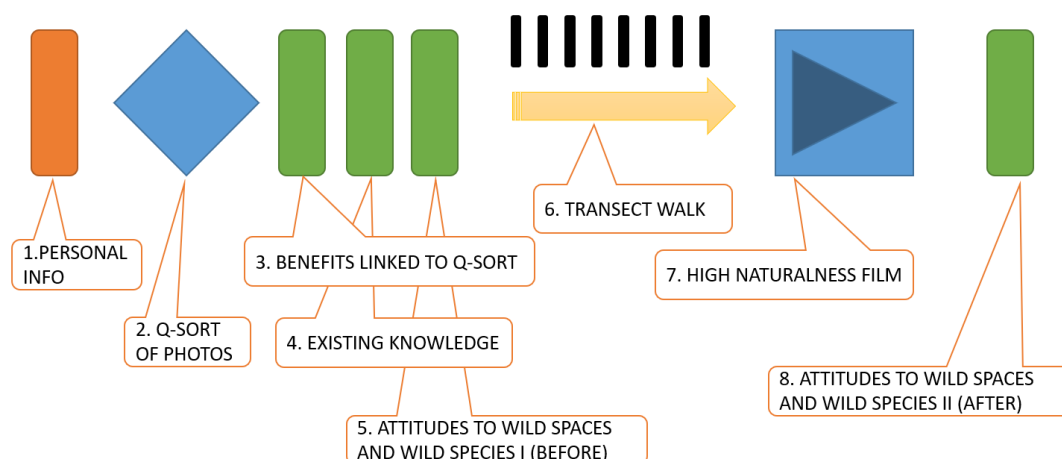 1.PERSONAL
INFO
2. Q-SORT
OF PHOTOS
3. BENEFITS LINKED TO Q-SORT
4. EXISTING KNOWLEDGE
5. ATTITUDES TO WILD SPACES
AND WILD SPECIES I (BEFORE)
6. TRANSECT WALK
7. HIGH NATURALNESS FILM
8. ATTITUDES TO WILD SPACES
AND WILD SPECIES II (AFTER)